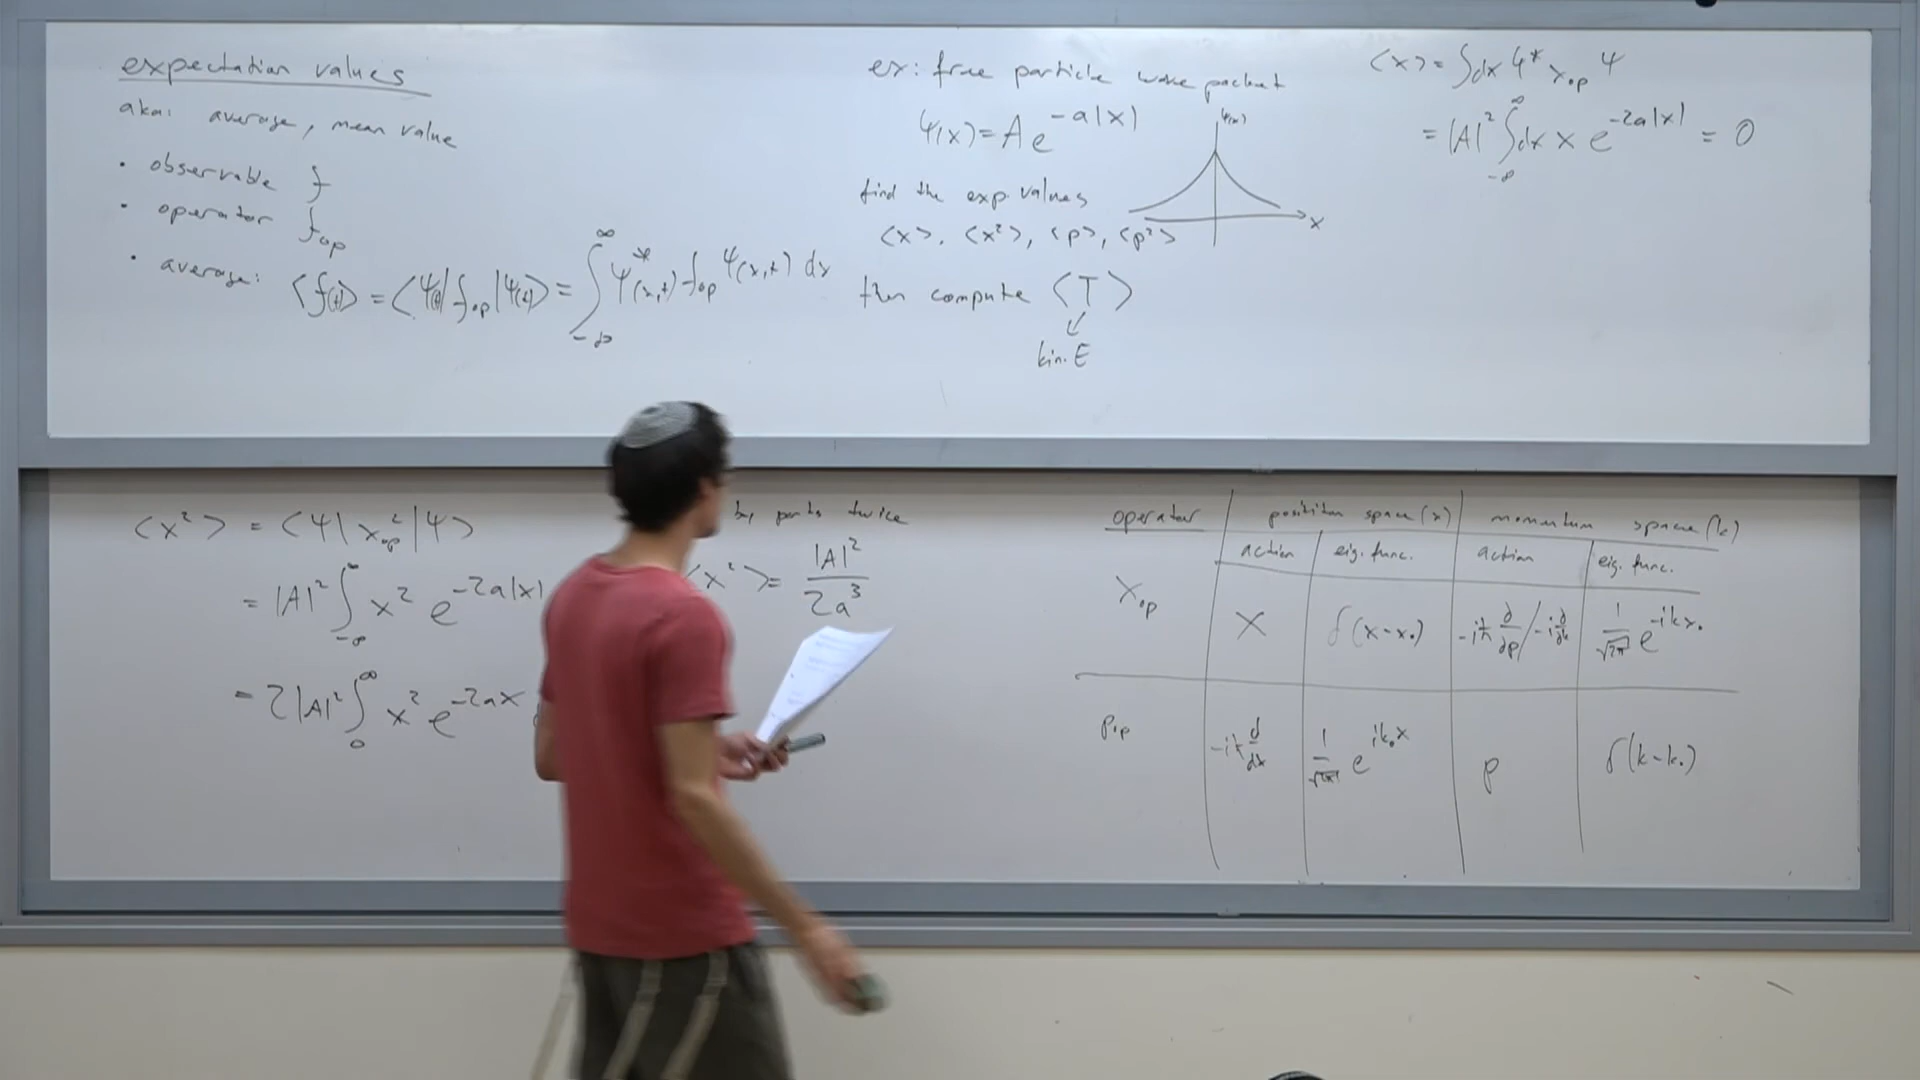 expectation values
aka: average, mean value
• observable f
• operator f_op
• average: ⟨f(t)⟩ = ⟨ψ(t)|f_op|ψ(t)⟩ = ∫_{-∞}^{∞} ψ*(x,t) f_op ψ(x,t) dx
ex: free particle wave packet
ψ(x) = A e^{-a|x|}
ψ(x)
x
find the exp. values
⟨x⟩, ⟨x²⟩, ⟨p⟩, ⟨p²⟩
then compute ⟨T⟩
↓
kin. E
⟨x⟩ = ∫dx ψ* x_op ψ
= |A|² ∫_{-∞}^{∞} dx x e^{-2a|x|} = 0
⟨x²⟩ = ⟨ψ|x²_op|ψ⟩
= |A|² ∫_{-∞}^{∞} x² e^{-2a|x|}
= 2|A|² ∫_0^∞ x² e^{-2ax}
by parts twice
⟨x²⟩ = |A|²/2a³
operator position space (x) momentum space (k)
action eig. func. action eig. func.
x_op x δ(x-x₀) -iħ ∂/∂p / -i ∂/∂k 1/√2π e^{-ikx₀}
p_op -iħ d/dx 1/√2π e^{ik₀x} p δ(k-k₀)